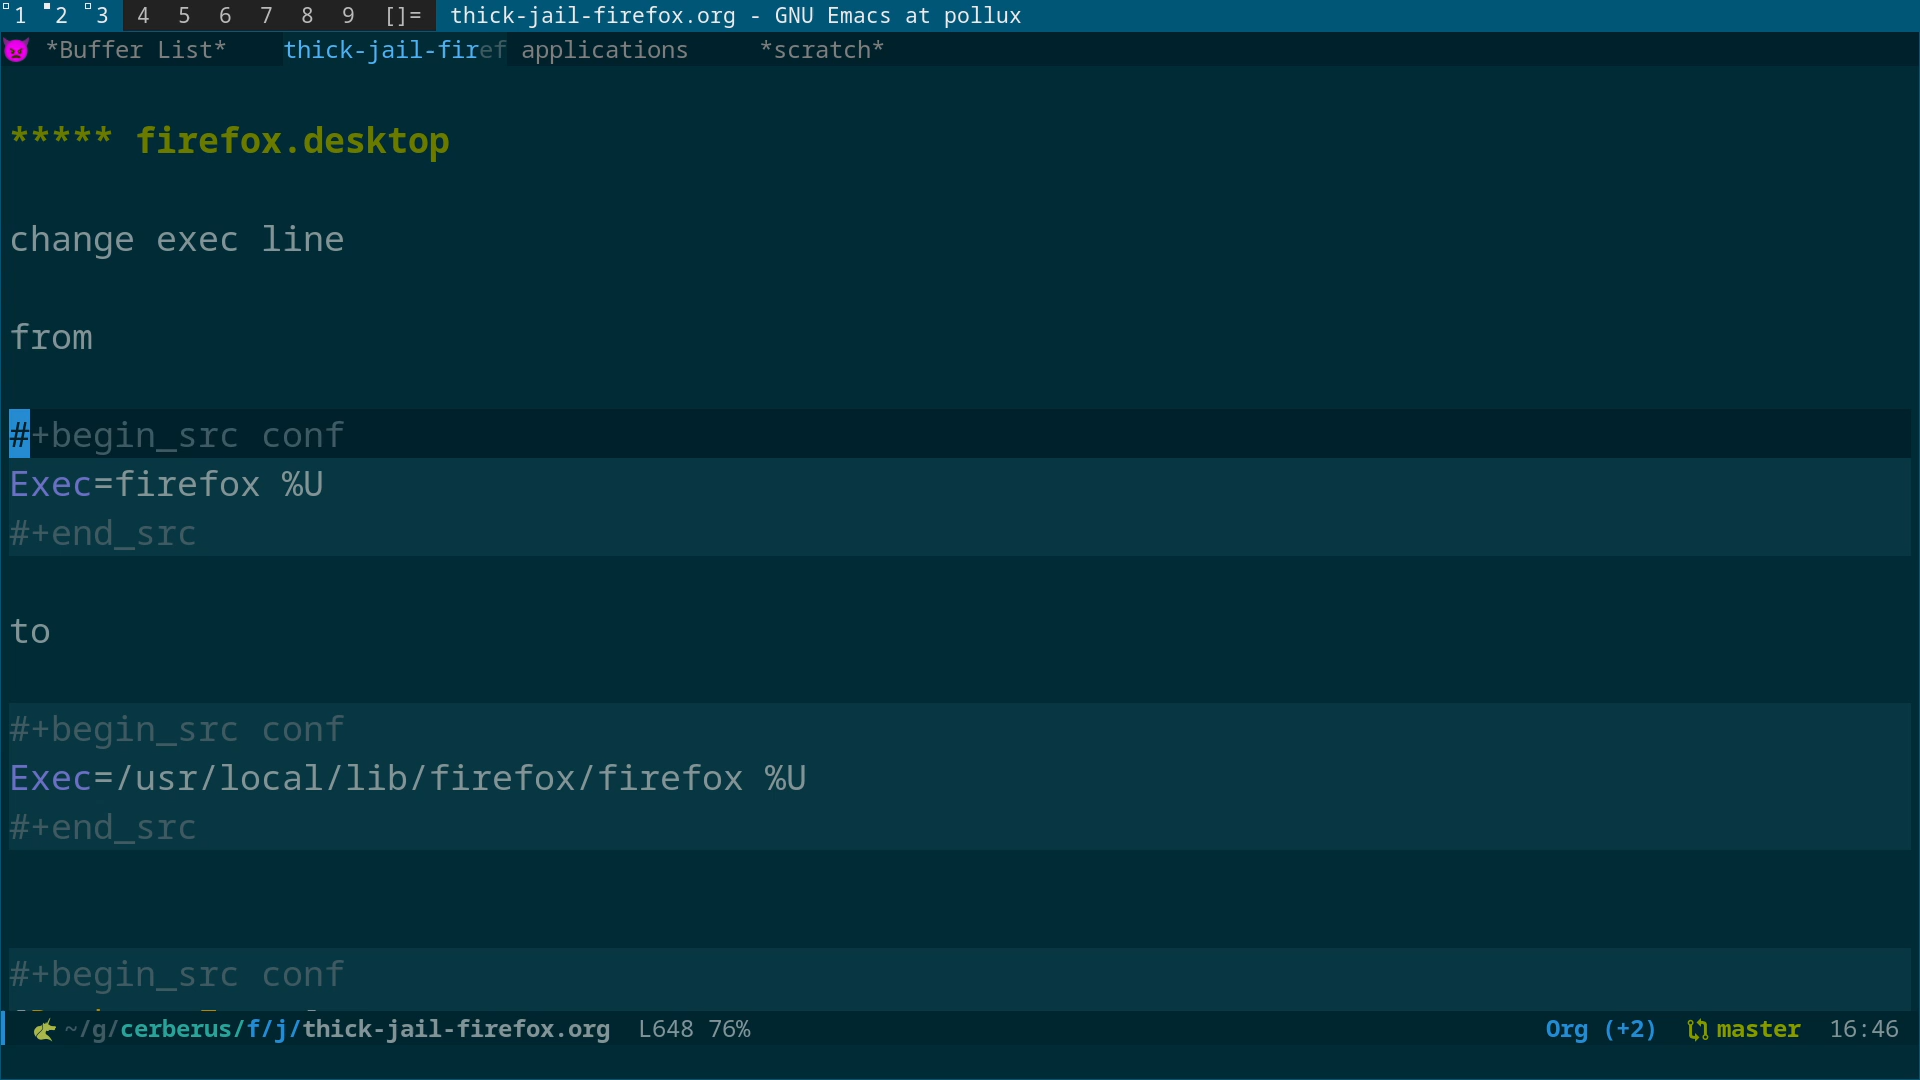 1 2 3 4 5 6 7 8 9 []= thick-jail-firefox.org - GNU Emacs at pollux
*Buffer List* thick-jail-firef applications *scratch*
***** firefox.desktop
change exec line
from
#+begin_src conf
Exec=firefox %U
#+end_src
to
#+begin_src conf
Exec=/usr/local/lib/firefox/firefox %U
#+end_src
#+begin_src conf
~/g/cerberus/f/j/thick-jail-firefox.org L648 76% Org (+2) master 16:46